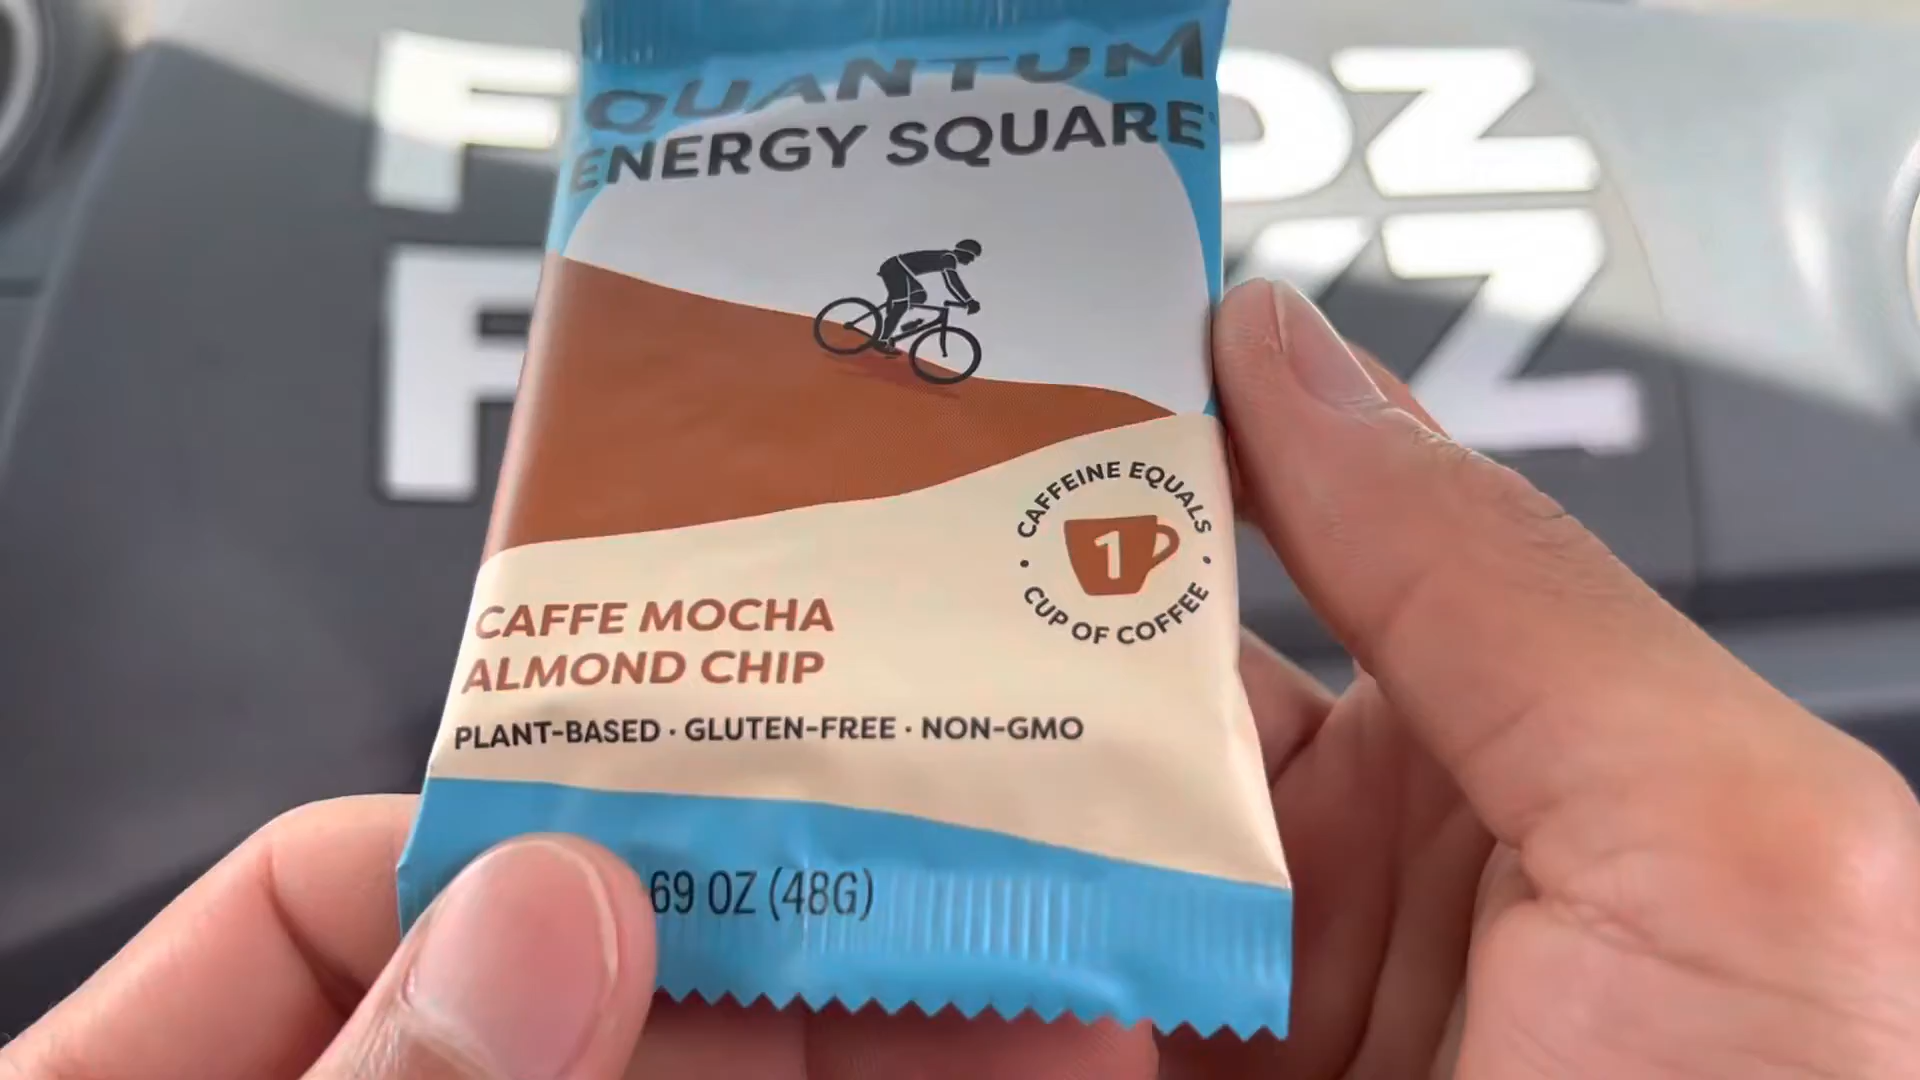 QUANTUM
ENERGY SQUARE
CAFFEINE EQUALS
1
CUP OF COFFEE
CAFFE MOCHA
ALMOND CHIP
PLANT-BASED · GLUTEN-FREE · NON-GMO
69 OZ (48G)